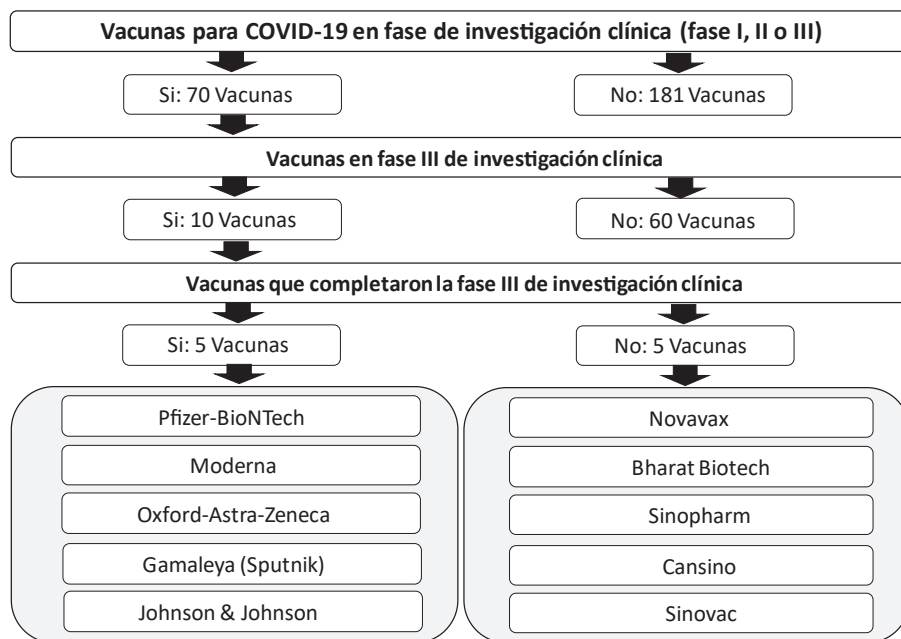 Vacunas para COVID-19 en fase de investigación clínica (fase I, II o III)
Si: 70 Vacunas
No: 181 Vacunas
Vacunas en fase III de investigación clínica
Si: 10 Vacunas
No: 60 Vacunas
Vacunas que completaron la fase III de investigación clínica
Si: 5 Vacunas
No: 5 Vacunas
Pfizer-BioNTech
Moderna
Oxford-Astra-Zeneca
Gamaleya (Sputnik)
Johnson & Johnson
Novavax
Bharat Biotech
Sinopharm
Cansino
Sinovac